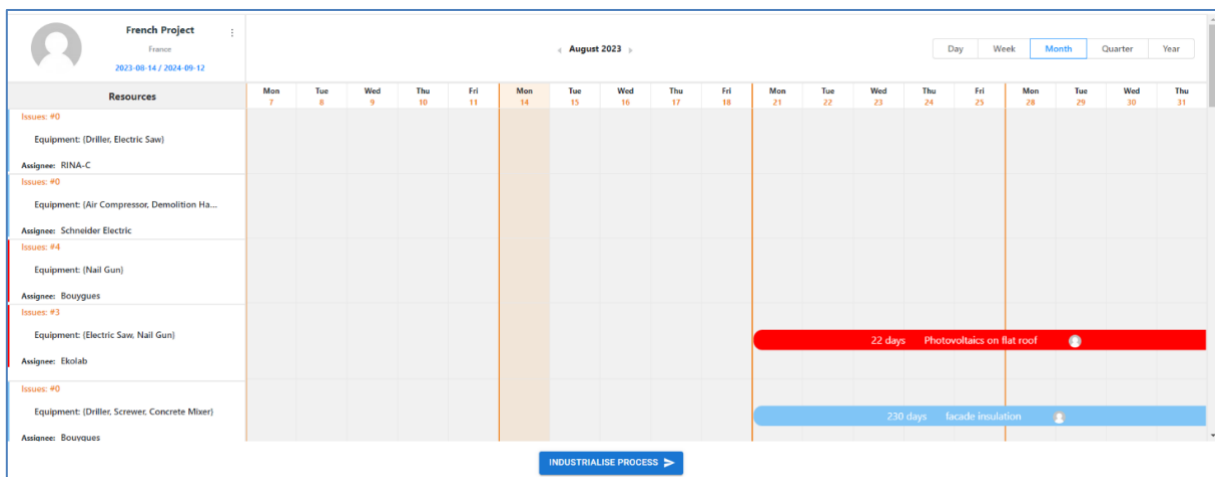 French Project
France
2023-08-14 / 2024-09-12
August 2023
Day Week Month Quarter Year
Resources
Mon Tue Wed Thu Fri Mon Tue Wed Thu Fri Mon Tue Wed Thu Fri Mon Tue Wed Thu
7 8 9 10 11 14 15 16 17 18 21 22 23 24 25 28 29 30 31
Issues: #0
Equipment: (Driller, Electric Saw)
Assignee: RINA-C
Issues: #0
Equipment: (Air Compressor, Demolition Ha...
Assignee: Schneider Electric
Issues: #4
Equipment: (Nail Gun)
Assignee: Bouygues
Issues: #3
Equipment: (Electric Saw, Nail Gun)
22 days Photovoltaics on flat roof
Assignee: Ekolab
Issues: #0
Equipment: (Driller, Screwer, Concrete Mixer)
230 days facade insulation
Assignee: Bouygues
INDUSTRIALISE PROCESS